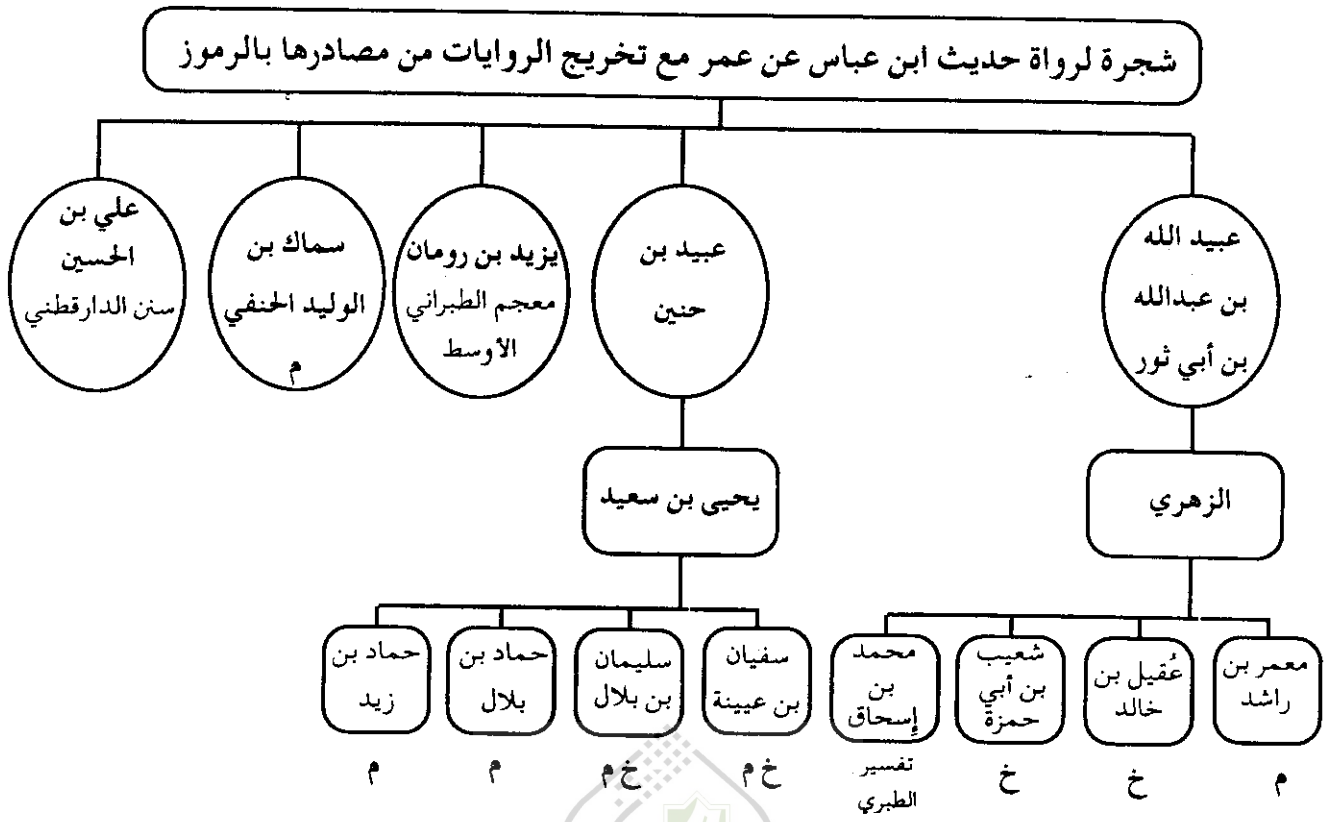 شجرة لرواة حديث ابن عباس عن عمر مع تخريج الروايات من مصادرها بالرموز
عبيد الله
بن عبدالله
بن أبي ثور
عبيد بن
حنين
يزيد بن رومان
معجم الطبراني
الأوسط
سماك بن
الوليد الحنفي
م
علي بن
الحسين
سنن الدارقطني
الزهري
يحيى بن سعيد
معمر بن
راشد
م
عُقيل بن
خالد
خ
شعيب
بن أبي
حمزة
خ
محمد
بن
إسحاق
تفسير
الطبري
سفيان
بن عيينة
خ م
سليمان
بن بلال
خ م
حماد بن
بلال
م
حماد بن
زيد
م